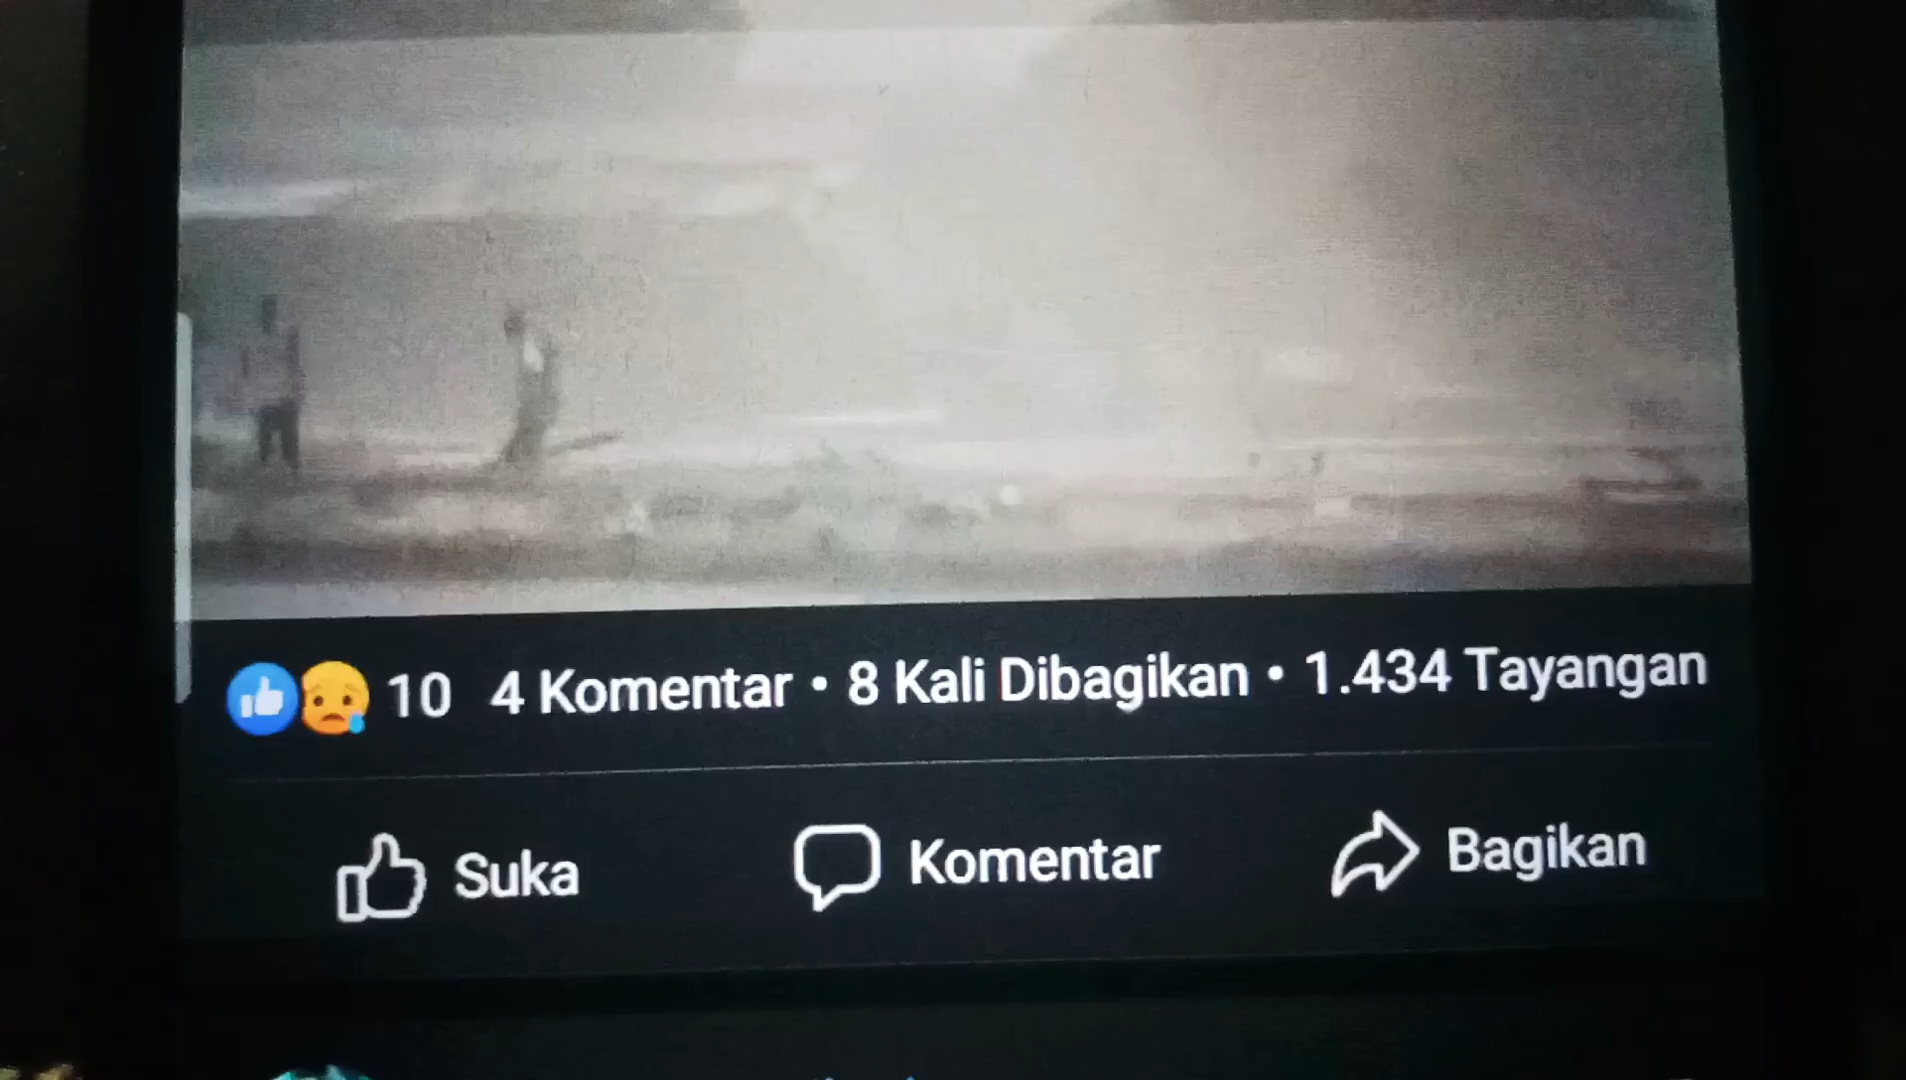 10 4 Komentar • 8 Kali Dibagikan • 1.434 Tayangan
Suka Komentar Bagikan